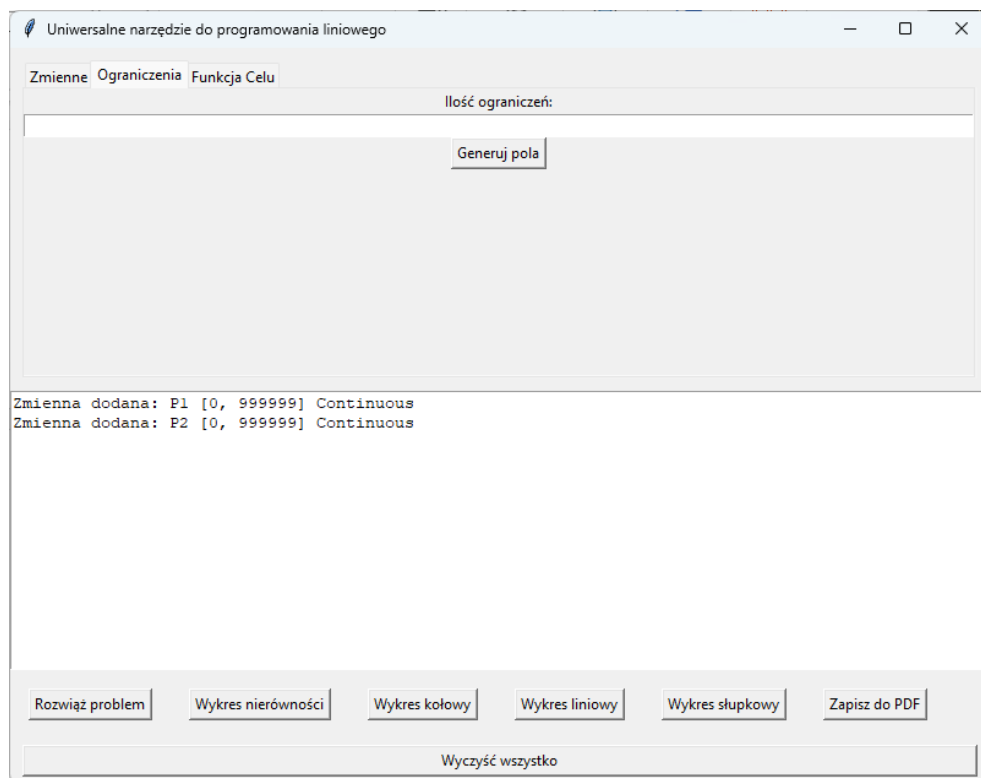 Uniwersalne narzędzie do programowania liniowego
Zmienne Ograniczenia Funkcja Celu
Ilość ograniczeń:
Generuj pola
Zmienna dodana: P1 [0, 999999] Continuous
Zmienna dodana: P2 [0, 999999] Continuous
Rozwiąż problem Wykres nierówności Wykres kołowy Wykres liniowy Wykres słupkowy Zapisz do PDF
Wyczyść wszystko